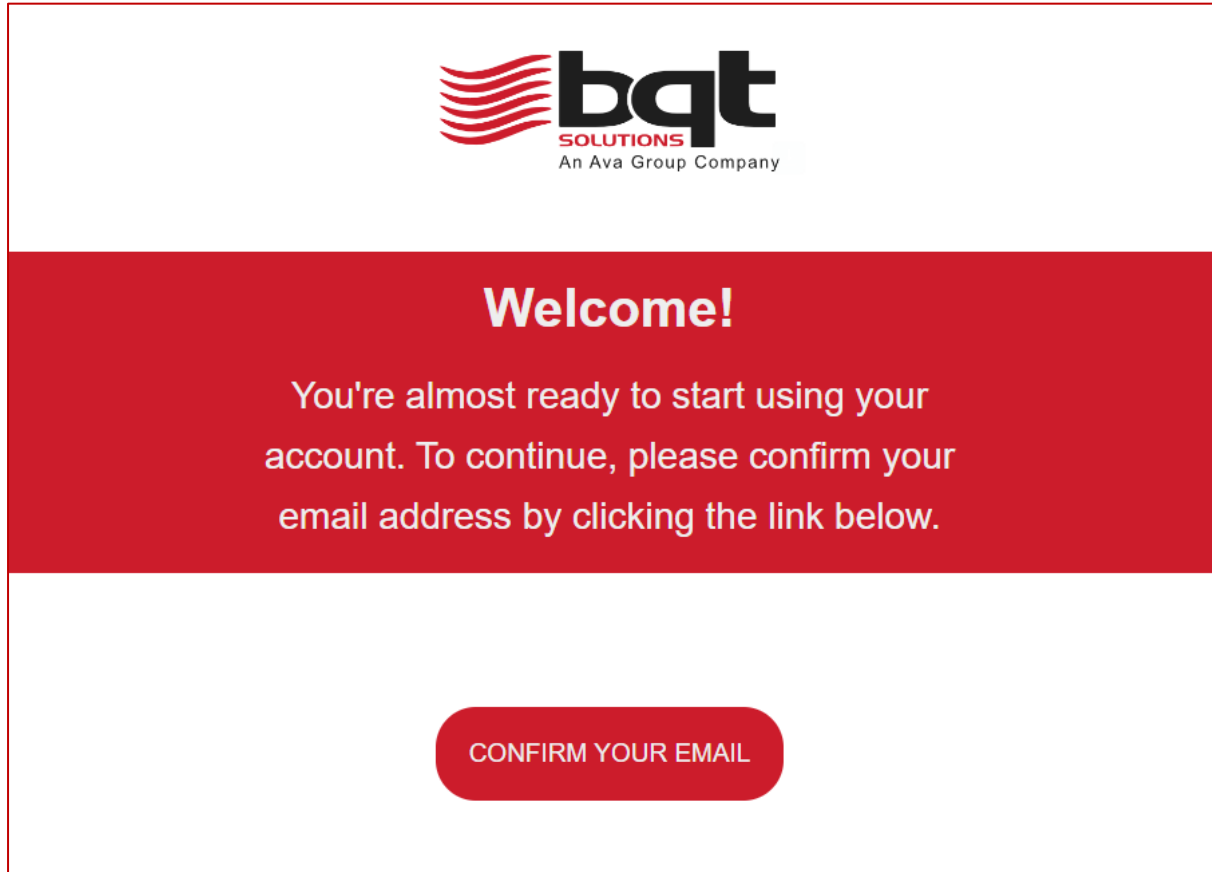 bqt
SOLUTIONS
An Ava Group Company
Welcome!
You're almost ready to start using your
account. To continue, please confirm your
email address by clicking the link below.
CONFIRM YOUR EMAIL